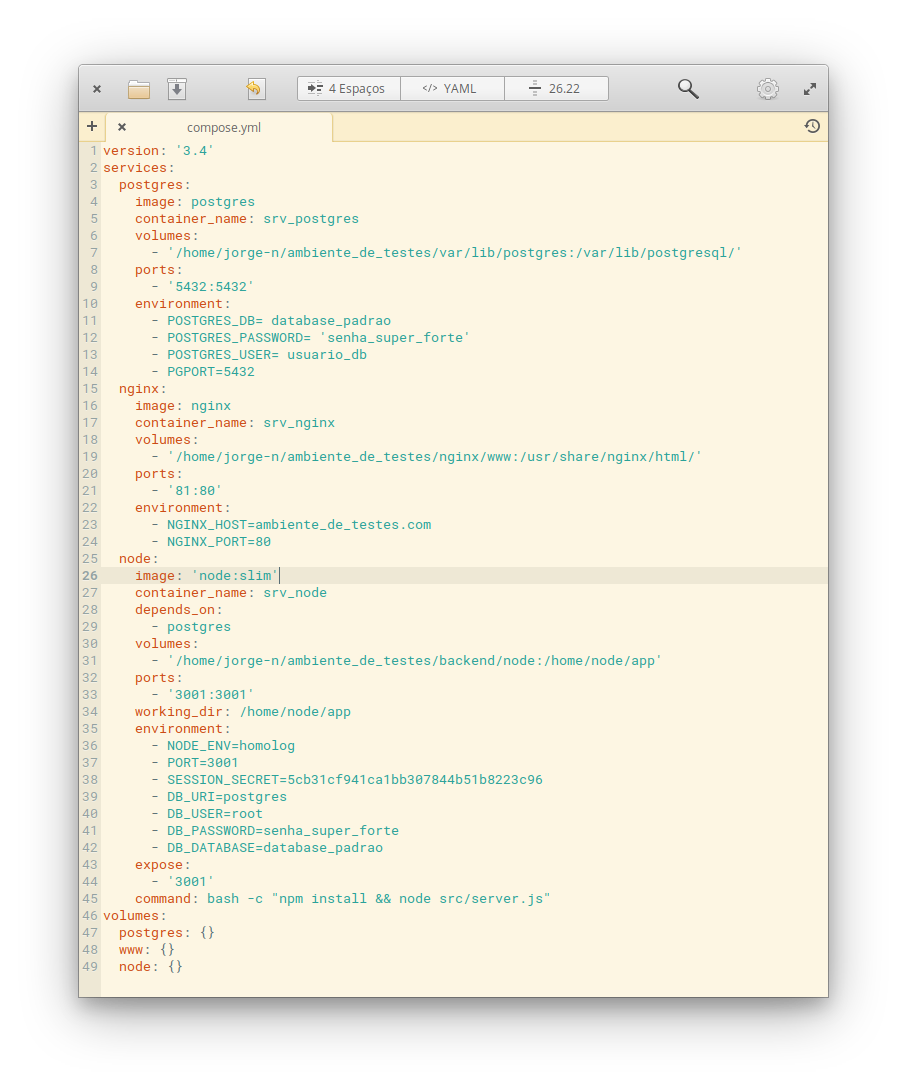 4 Espaços </> YAML 26.22
compose.yml
1 version: '3.4'
2 services:
3   postgres:
4     image: postgres
5     container_name: srv_postgres
6     volumes:
7       - '/home/jorge-n/ambiente_de_testes/var/lib/postgres:/var/lib/postgresql/'
8     ports:
9       - '5432:5432'
10     environment:
11       - POSTGRES_DB= database_padrao
12       - POSTGRES_PASSWORD= 'senha_super_forte'
13       - POSTGRES_USER= usuario_db
14       - PGPORT=5432
15   nginx:
16     image: nginx
17     container_name: srv_nginx
18     volumes:
19       - '/home/jorge-n/ambiente_de_testes/nginx/www:/usr/share/nginx/html/'
20     ports:
21       - '81:80'
22     environment:
23       - NGINX_HOST=ambiente_de_testes.com
24       - NGINX_PORT=80
25   node:
26     image: 'node:slim'
27     container_name: srv_node
28     depends_on:
29       - postgres
30     volumes:
31       - '/home/jorge-n/ambiente_de_testes/backend/node:/home/node/app'
32     ports:
33       - '3001:3001'
34     working_dir: /home/node/app
35     environment:
36       - NODE_ENV=homolog
37       - PORT=3001
38       - SESSION_SECRET=5cb31cf941ca1bb307844b51b8223c96
39       - DB_URI=postgres
40       - DB_USER=root
41       - DB_PASSWORD=senha_super_forte
42       - DB_DATABASE=database_padrao
43     expose:
44       - '3001'
45     command: bash -c "npm install && node src/server.js"
46 volumes:
47   postgres: {}
48   www: {}
49   node: {}